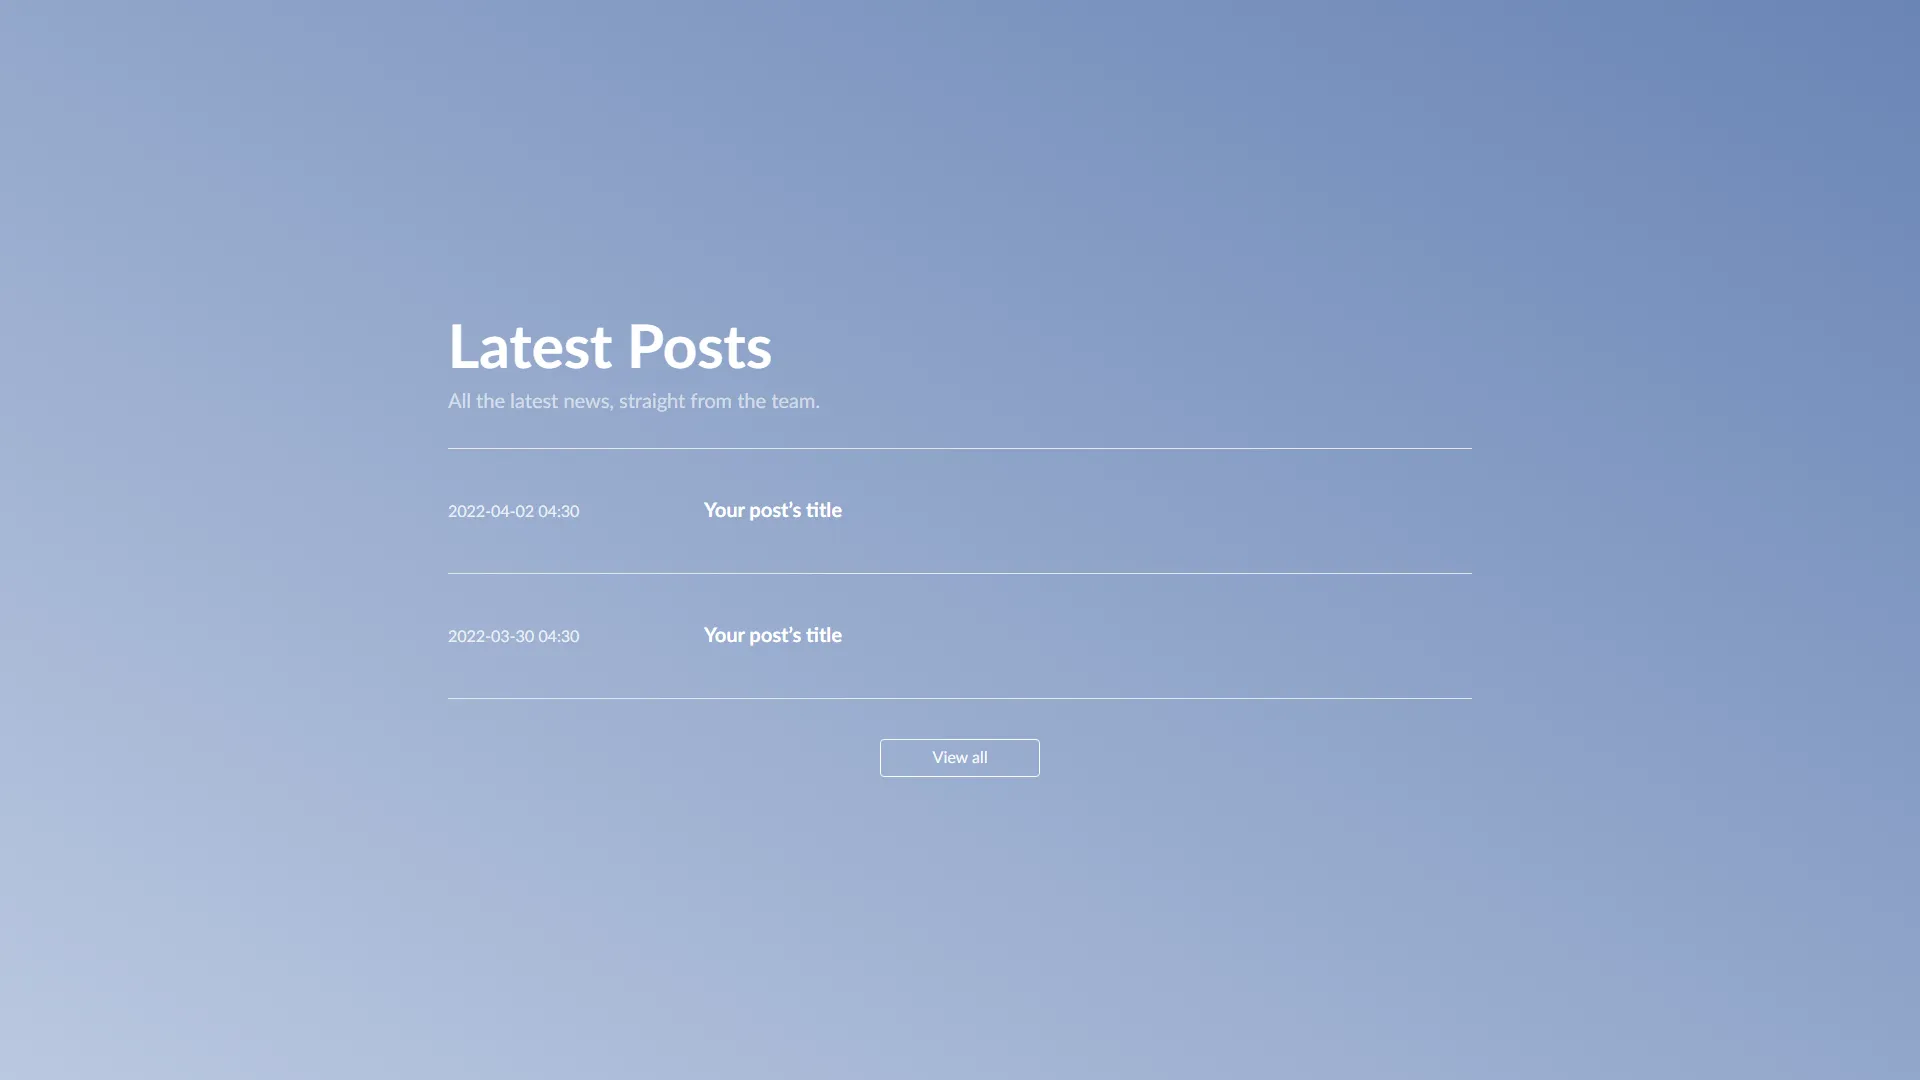 Latest Posts
All the latest news, straight from the team.
2022-04-02 04:30 Your post’s title
2022-03-30 04:30 Your post’s title
View all